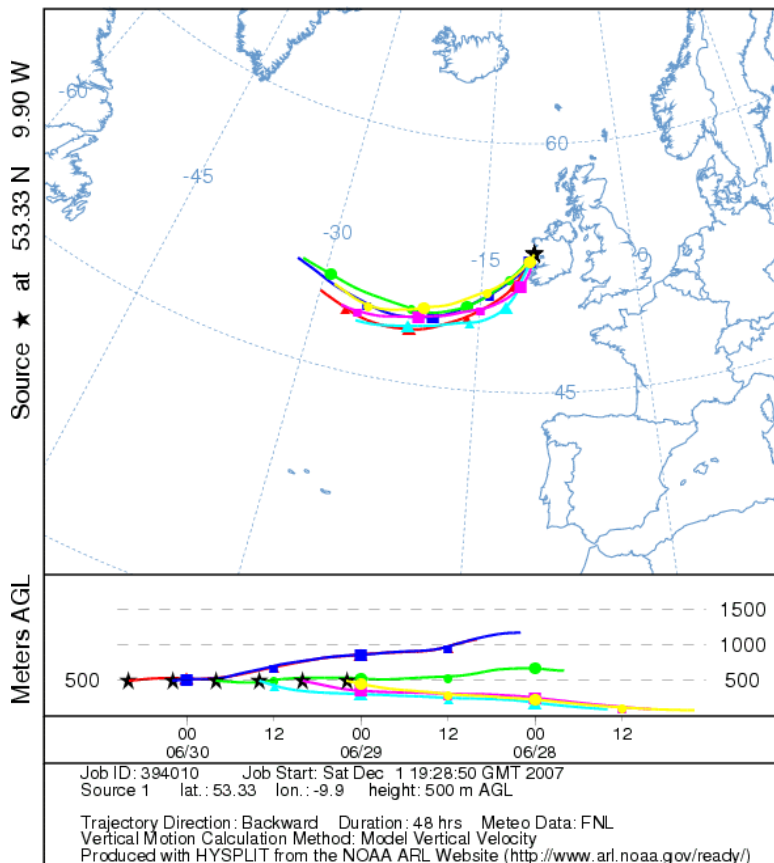 Source ★ at 53.33 N 9.90 W
-60
-45
60
-30
-15
0
45
Meters AGL
1500
1000
500
500
00
12
00
12
00
12
06/30
06/29
06/28
Job ID: 394010 Job Start: Sat Dec 1 19:28:50 GMT 2007
Source 1 lat.: 53.33 lon.: -9.9 height: 500 m AGL
Trajectory Direction: Backward Duration: 48 hrs Meteo Data: FNL
Vertical Motion Calculation Method: Model Vertical Velocity
Produced with HYSPLIT from the NOAA ARL Website (http://www.arl.noaa.gov/ready/)